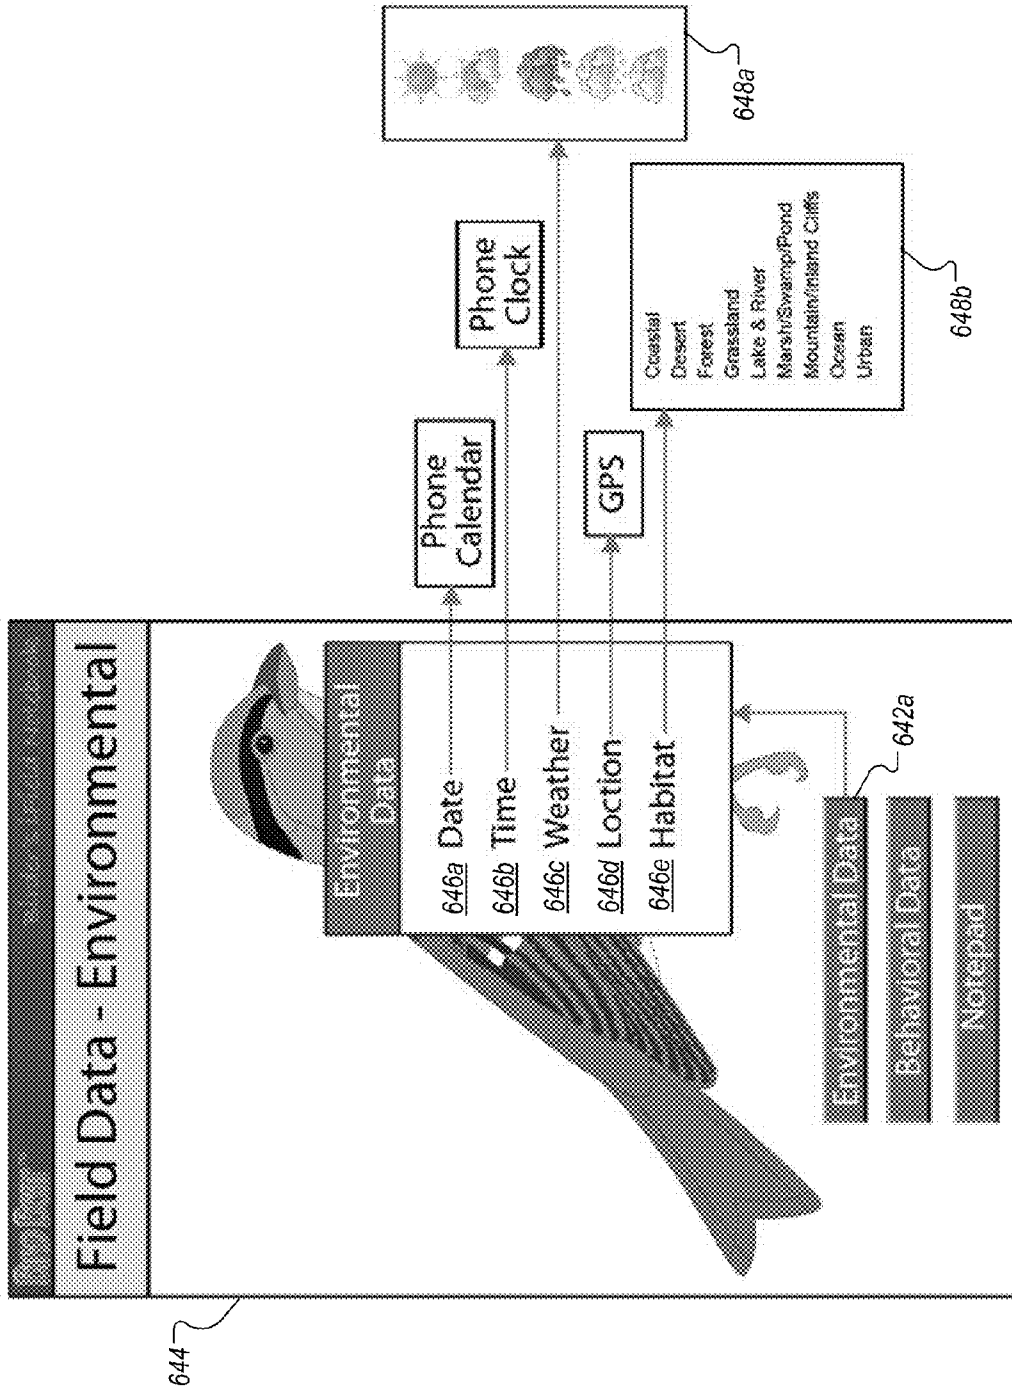 Field Data - Environmental
Environmental
Data
646a Date
646b Time
646c Weather
646d Loction
646e Habitat
Phone
Calendar
Phone
Clock
GPS
648a
Coastal
Desert
Forest
Grassland
Lake & River
Marsh/Swamp/Pond
Mountain/Inland Cliffs
Ocean
Urban
648b
Environmental Data
642a
Behavioral Data
Notepad
644